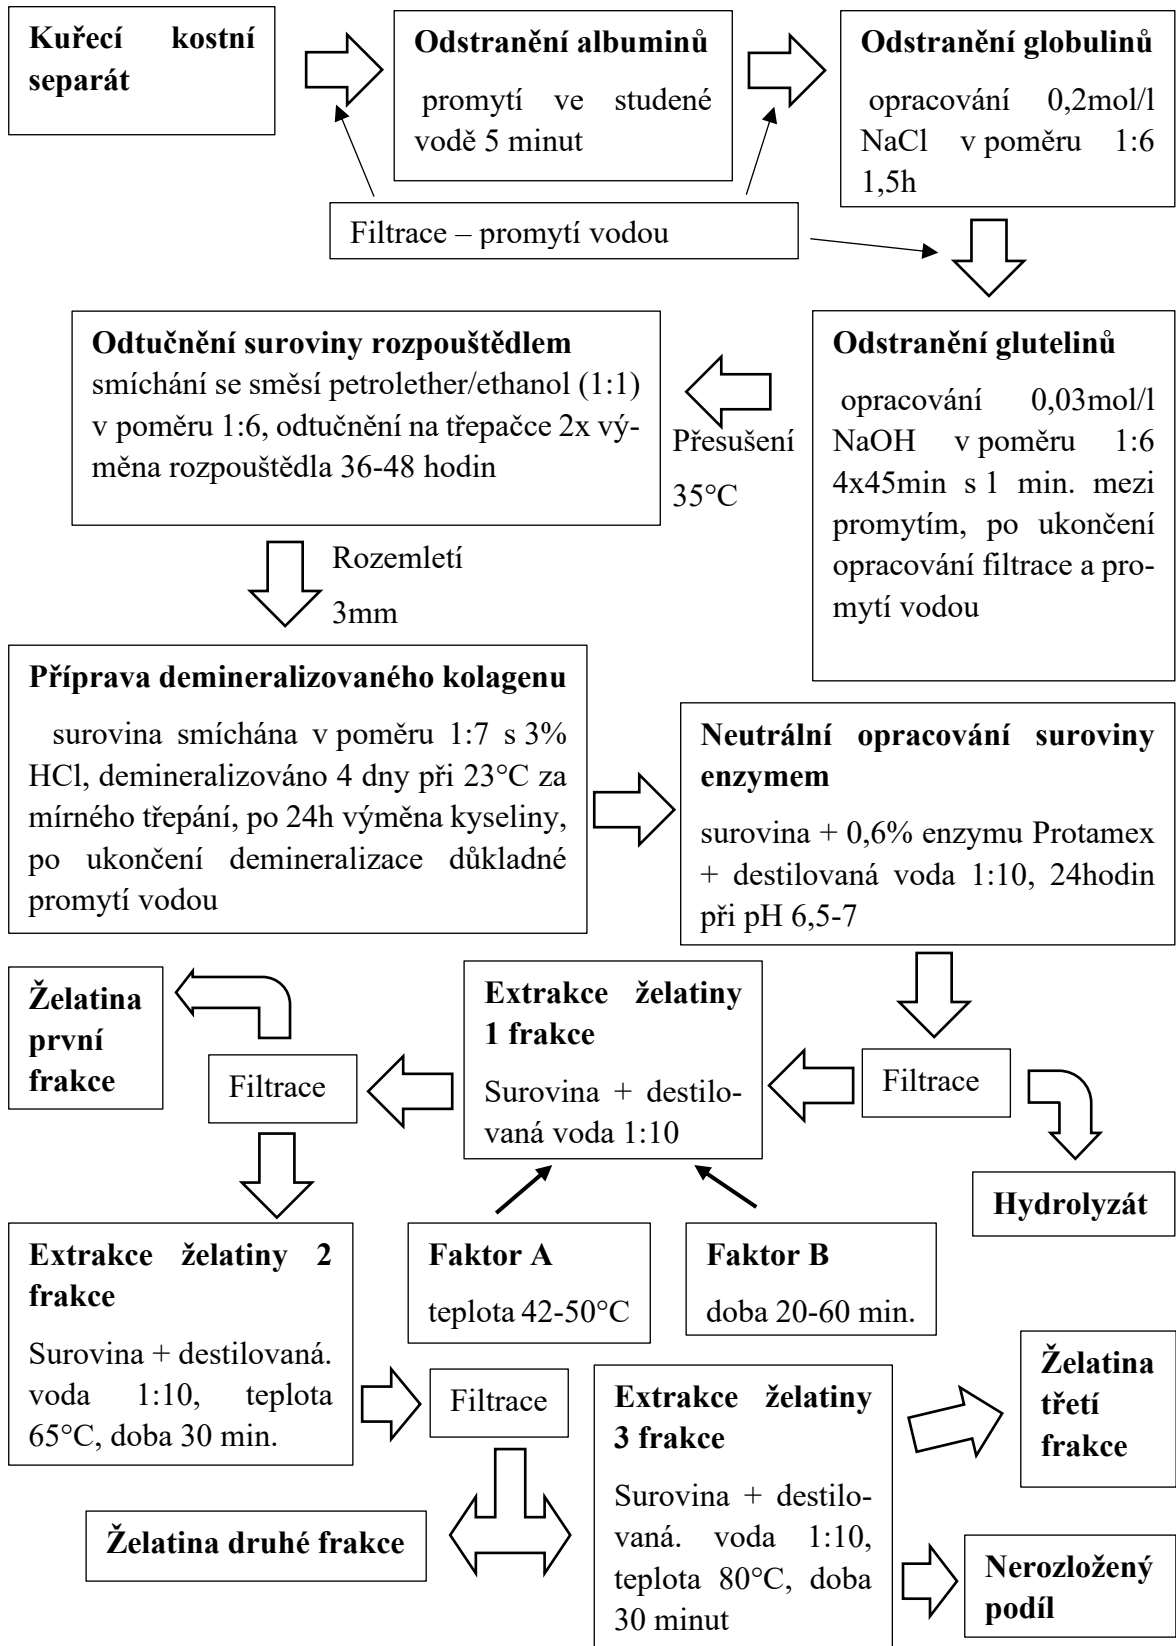 Kuřecí kostní
separát
Odstranění albuminů
promytí ve studené
vodě 5 minut
Odstranění globulinů
opracování 0,2mol/l
NaCl v poměru 1:6
1,5h
Filtrace – promytí vodou
Odtučnění suroviny rozpouštědlem
smíchání se směsí petrolether/ethanol (1:1)
v poměru 1:6, odtučnění na třepačce 2x vý-
měna rozpouštědla 36-48 hodin
Přesušení
35°C
Odstranění glutelinů
opracování 0,03mol/l
NaOH v poměru 1:6
4x45min s 1 min. mezi
promytím, po ukončení
opracování filtrace a pro-
mytí vodou
Rozemletí
3mm
Příprava demineralizovaného kolagenu
surovina smíchána v poměru 1:7 s 3%
HCl, demineralizováno 4 dny při 23°C za
mírného třepání, po 24h výměna kyseliny,
po ukončení demineralizace důkladné
promytí vodou
Neutrální opracování suroviny
enzymem
surovina + 0,6% enzymu Protamex
+ destilovaná voda 1:10, 24hodin
při pH 6,5-7
Želatina
první
frakce
Filtrace
Extrakce želatiny
1 frakce
Surovina + destilo-
vaná voda 1:10
Filtrace
Hydrolyzát
Extrakce želatiny 2
frakce
Surovina + destilovaná.
voda 1:10, teplota
65°C, doba 30 min.
Faktor A
teplota 42-50°C
Faktor B
doba 20-60 min.
Filtrace
Extrakce želatiny
3 frakce
Surovina + destilo-
vaná. voda 1:10,
teplota 80°C, doba
30 minut
Želatina
třetí
frakce
Želatina druhé frakce
Nerozložený
podíl